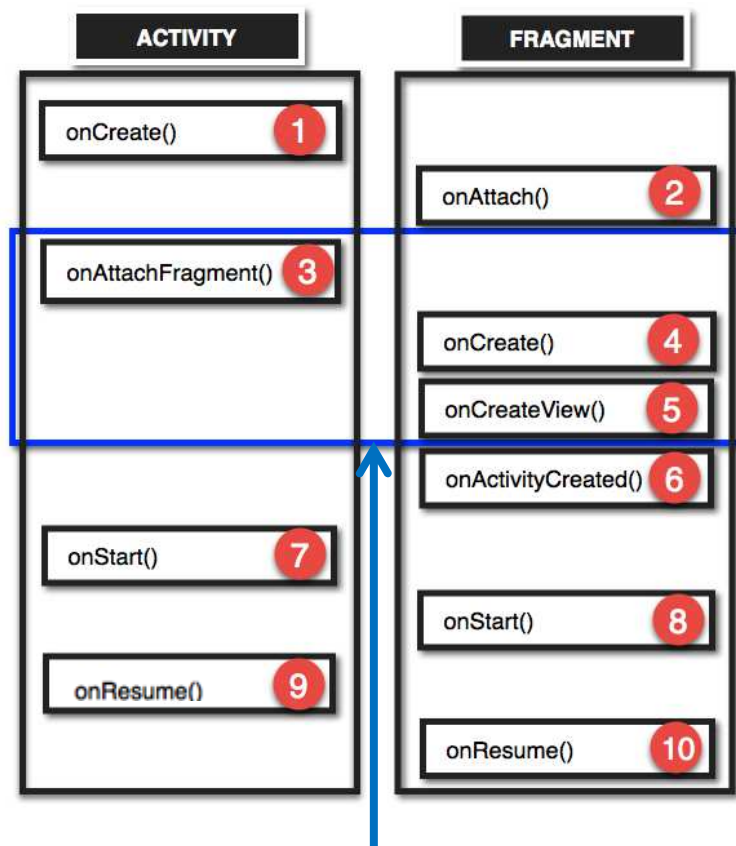 ACTIVITY
FRAGMENT
onCreate() 1
onAttach() 2
onAttachFragment() 3
onCreate() 4
onCreateView() 5
onActivityCreated() 6
onStart() 7
onStart() 8
onResume() 9
onResume() 10